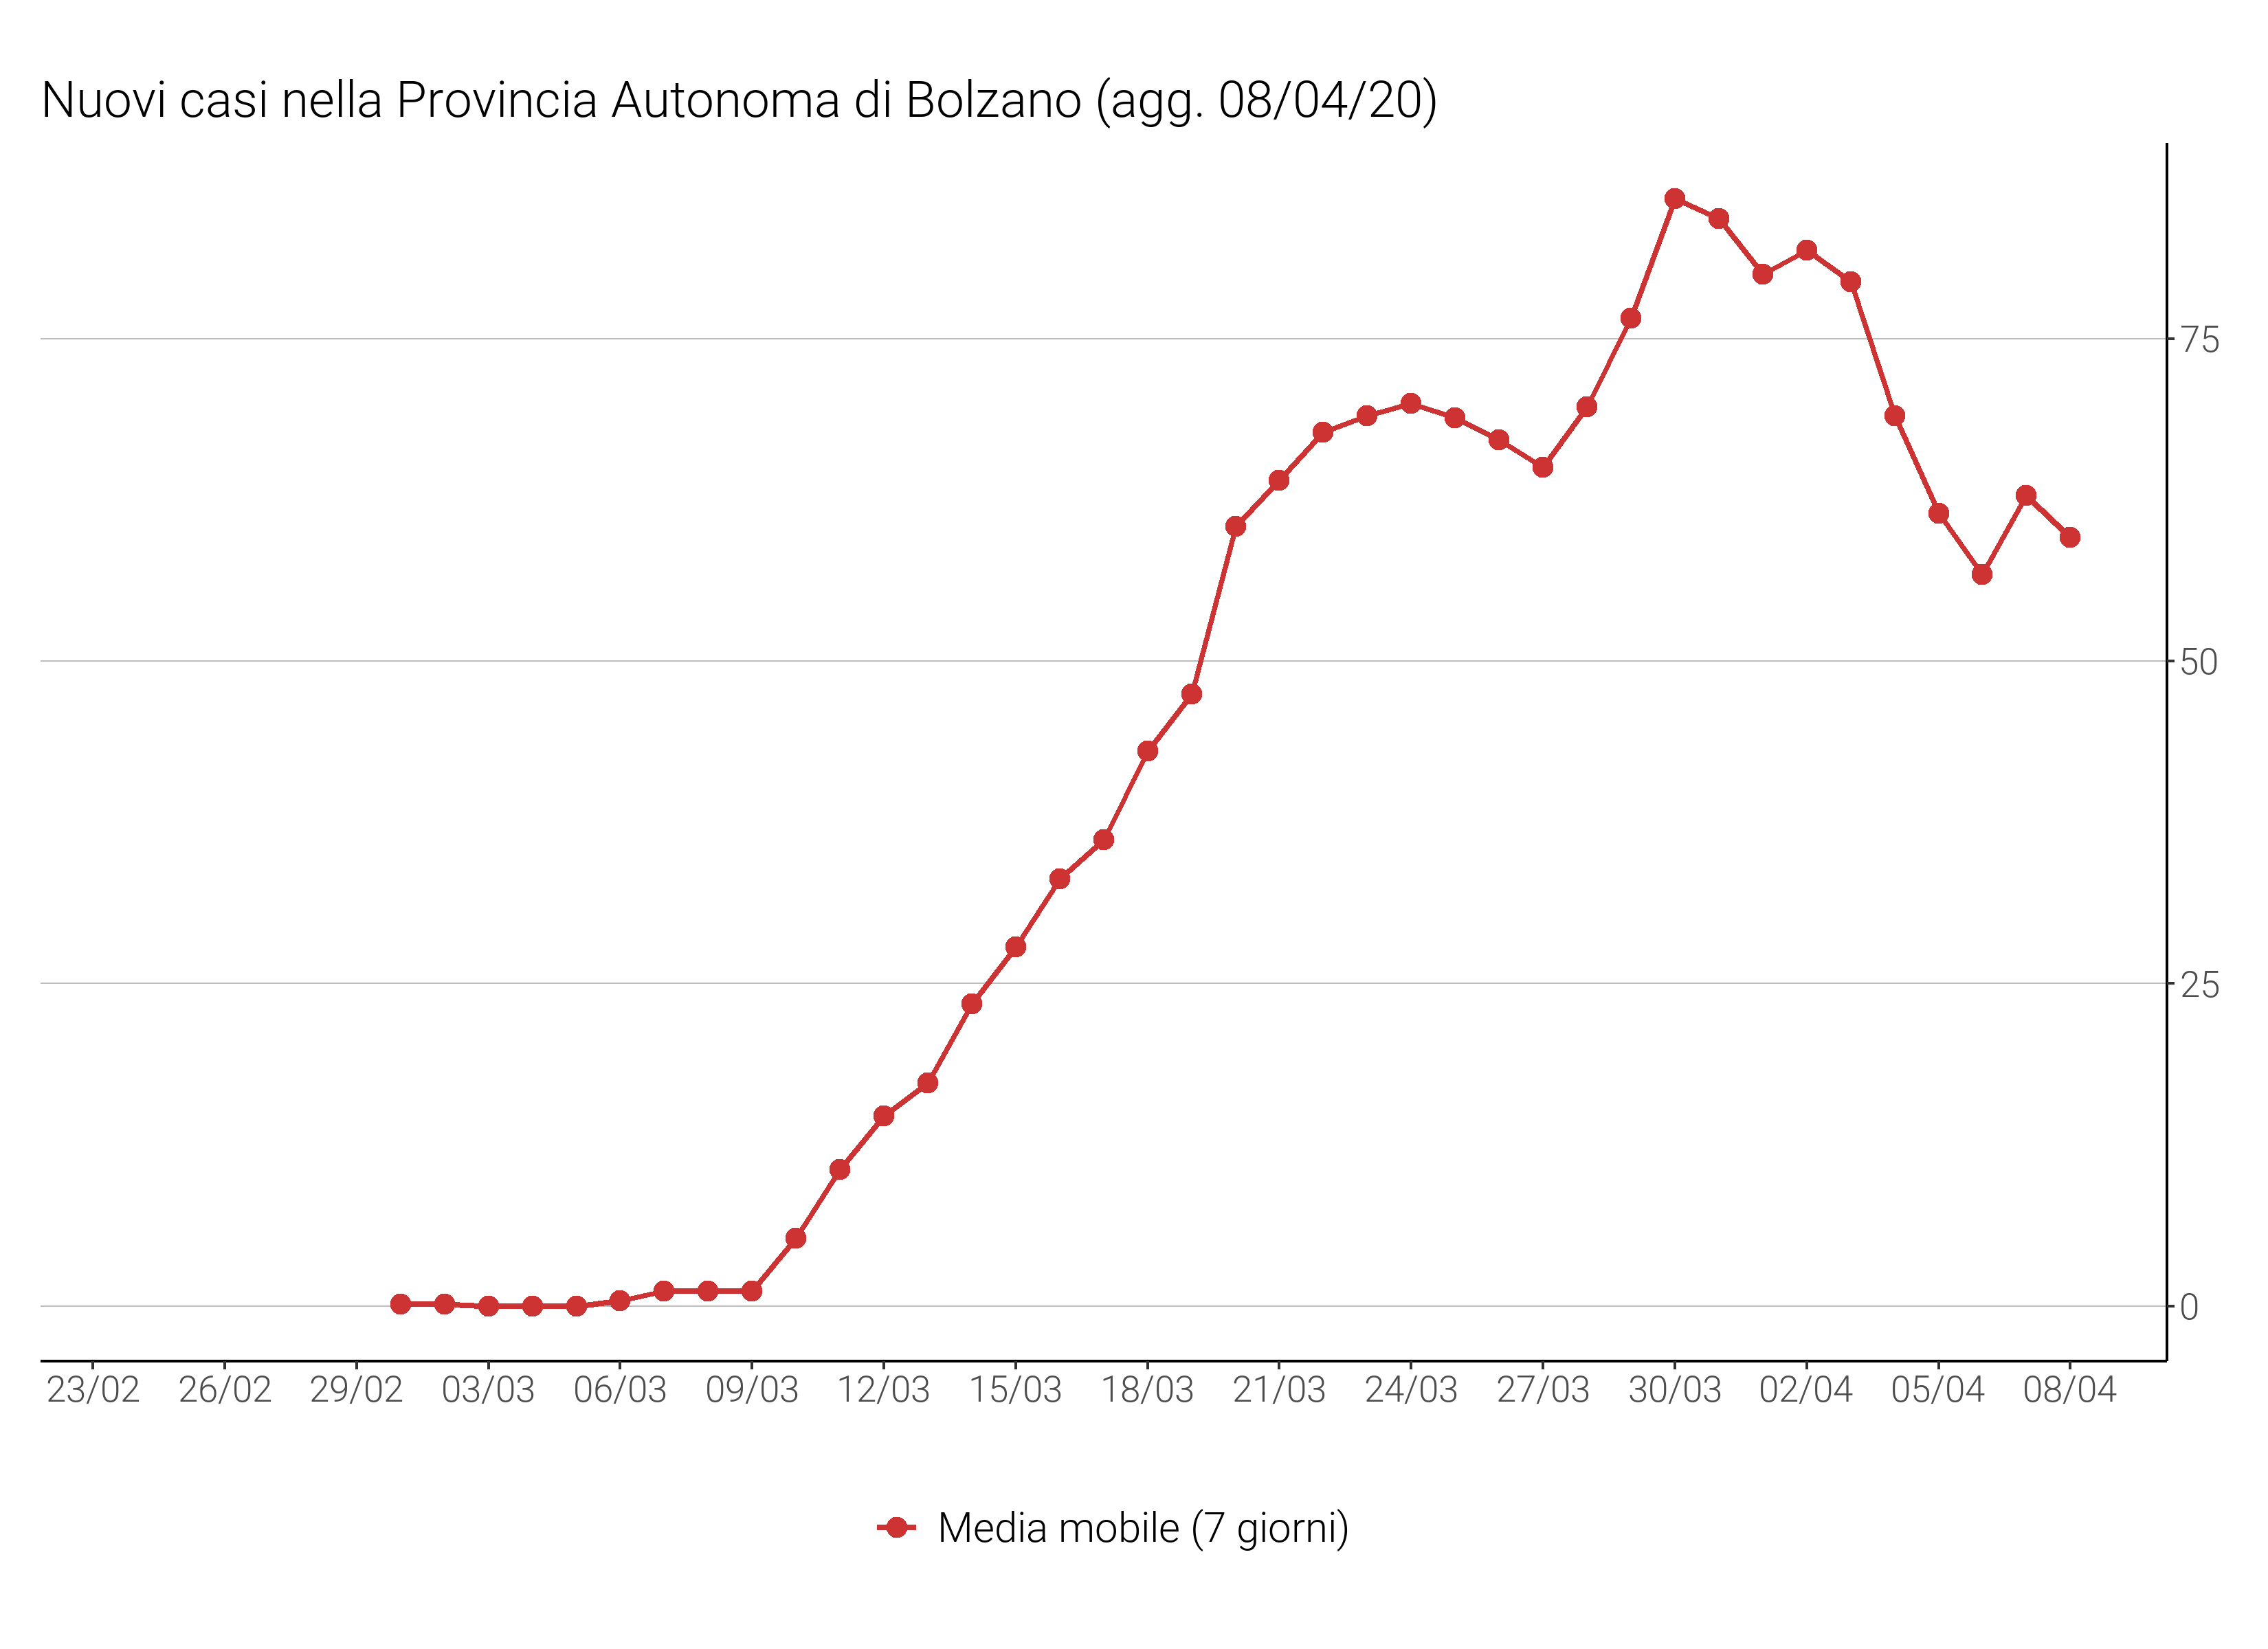 Nuovi casi nella Provincia Autonoma di Bolzano (agg. 08/04/20)
75
50
25
0
23/02 26/02 29/02 03/03 06/03 09/03 12/03 15/03 18/03 21/03 24/03 27/03 30/03 02/04 05/04 08/04
Media mobile (7 giorni)